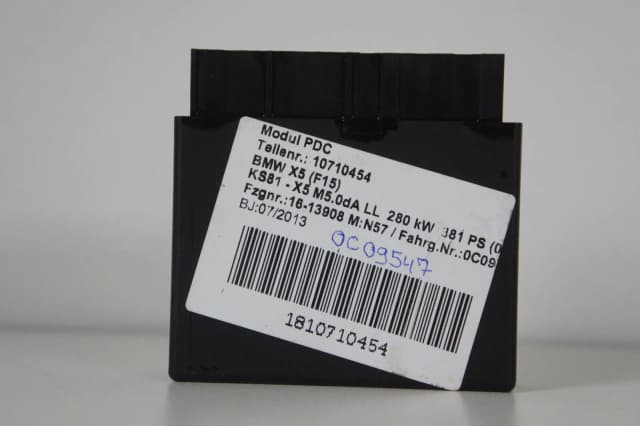 Modul PDC
Teilenr.: 10710454
BMW X5 (F15)
KS81 - X5 M5.0dA LL 280 kW 381 PS (0
Fzgnr.:16-13908 M:N57 / Fahrg.Nr.:0C09
BJ:07/2013
0C09547
1810710454